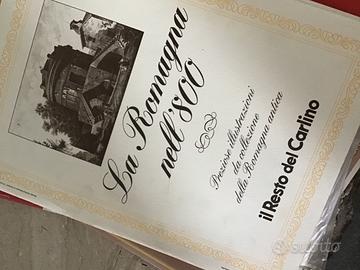 La Romagna
nell'800
Preziose illustrazioni
da collezione
della Romagna antica
il Resto del Carlino
subito